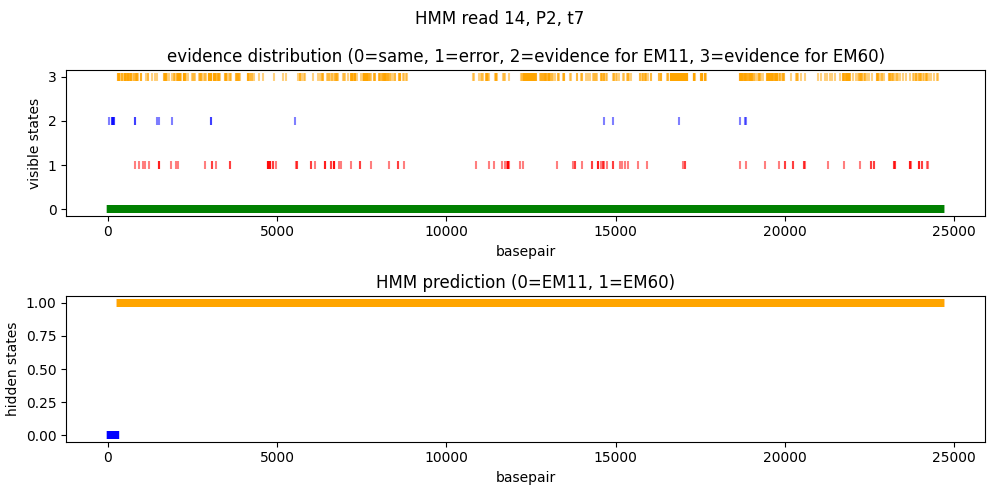 HMM read 14, P2, t7
evidence distribution (0=same, 1=error, 2=evidence for EM11, 3=evidence for EM60)
visible states
3
2
1
0
0 5000 10000 15000 20000 25000
basepair
HMM prediction (0=EM11, 1=EM60)
hidden states
1.00
0.75
0.50
0.25
0.00
0 5000 10000 15000 20000 25000
basepair